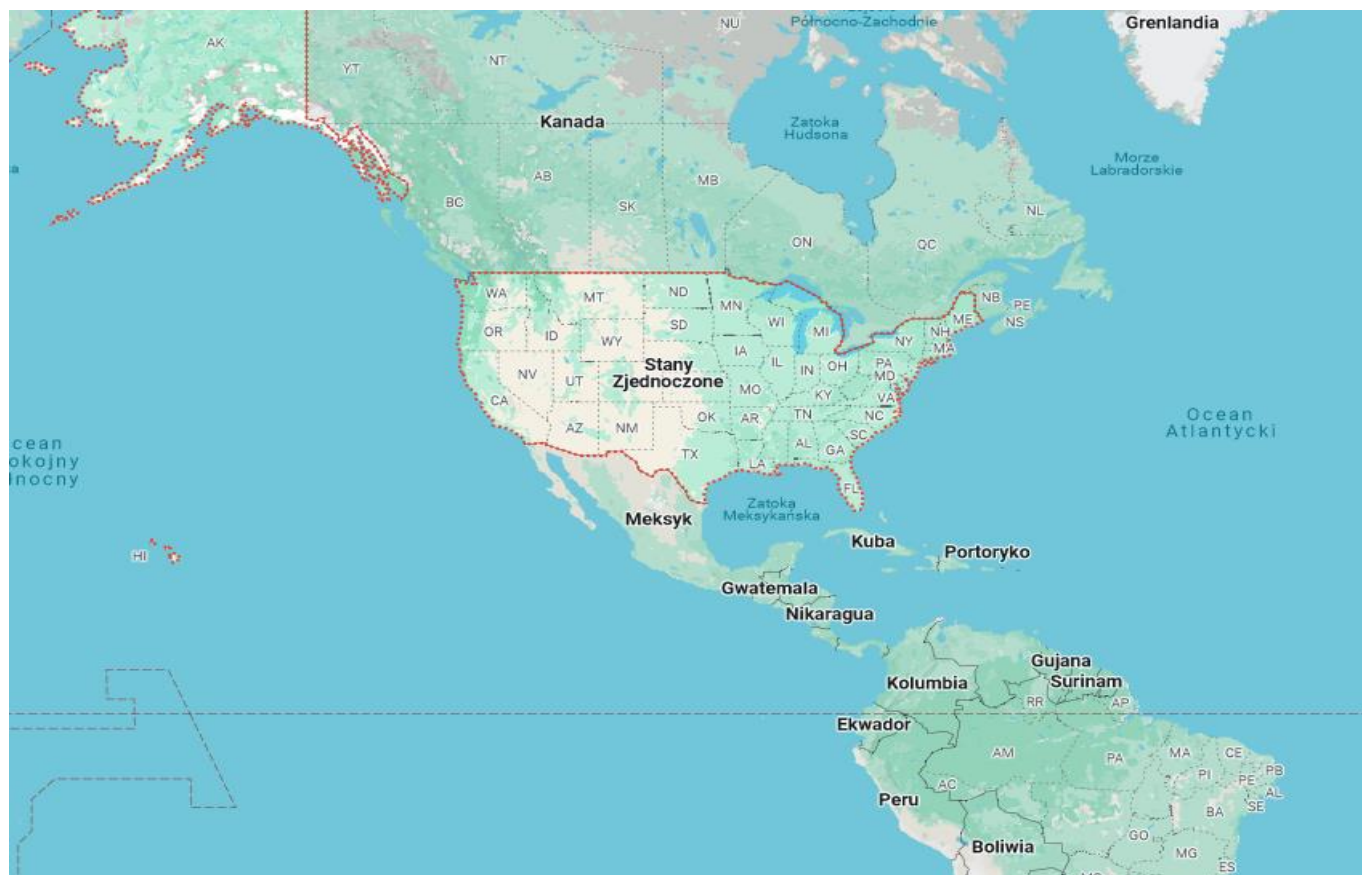 Północno-Zachodnie
NU
Grenlandia
AK
YT
NT
Kanada
Zatoka
Hudsona
Morze
Labradorskie
AB
MB
BC
SK
NL
ON
QC
WA
MT
ND
MN
NB
PE
NS
ME
OR
ID
SD
WI
MI
NH
WY
NY
MA
IA
Stany
Zjednoczone
IL
IN
OH
PA
MD
NV
UT
MO
KY
VA
CA
OK
AR
TN
NC
AZ
NM
SC
AL
GA
TX
LA
FL
Ocean
Atlantycki
cean
okojny
nocny
Zatoka
Meksykańska
Meksyk
HI
Kuba
Portoryko
Gwatemala
Nikaragua
Gujana
Kolumbia
Surinam
RR
AP
Ekwador
AM
PA
MA
CE
PI
PE
PB
AC
AL
SE
Peru
BA
GO
Boliwia
MG
ES